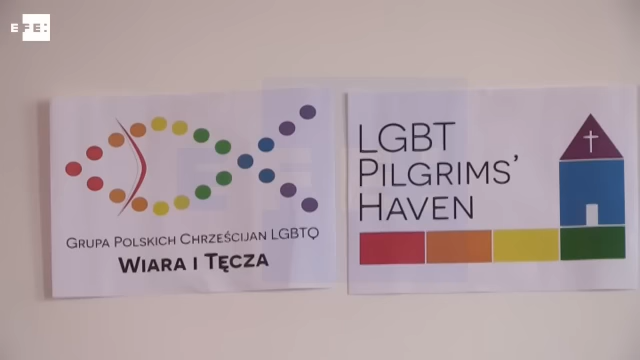 EFE:
GRUPA POLSKICH CHRZEŚCIJAN LGBTQ
WIARA I TĘCZA
LGBT
PILGRIMS'
HAVEN